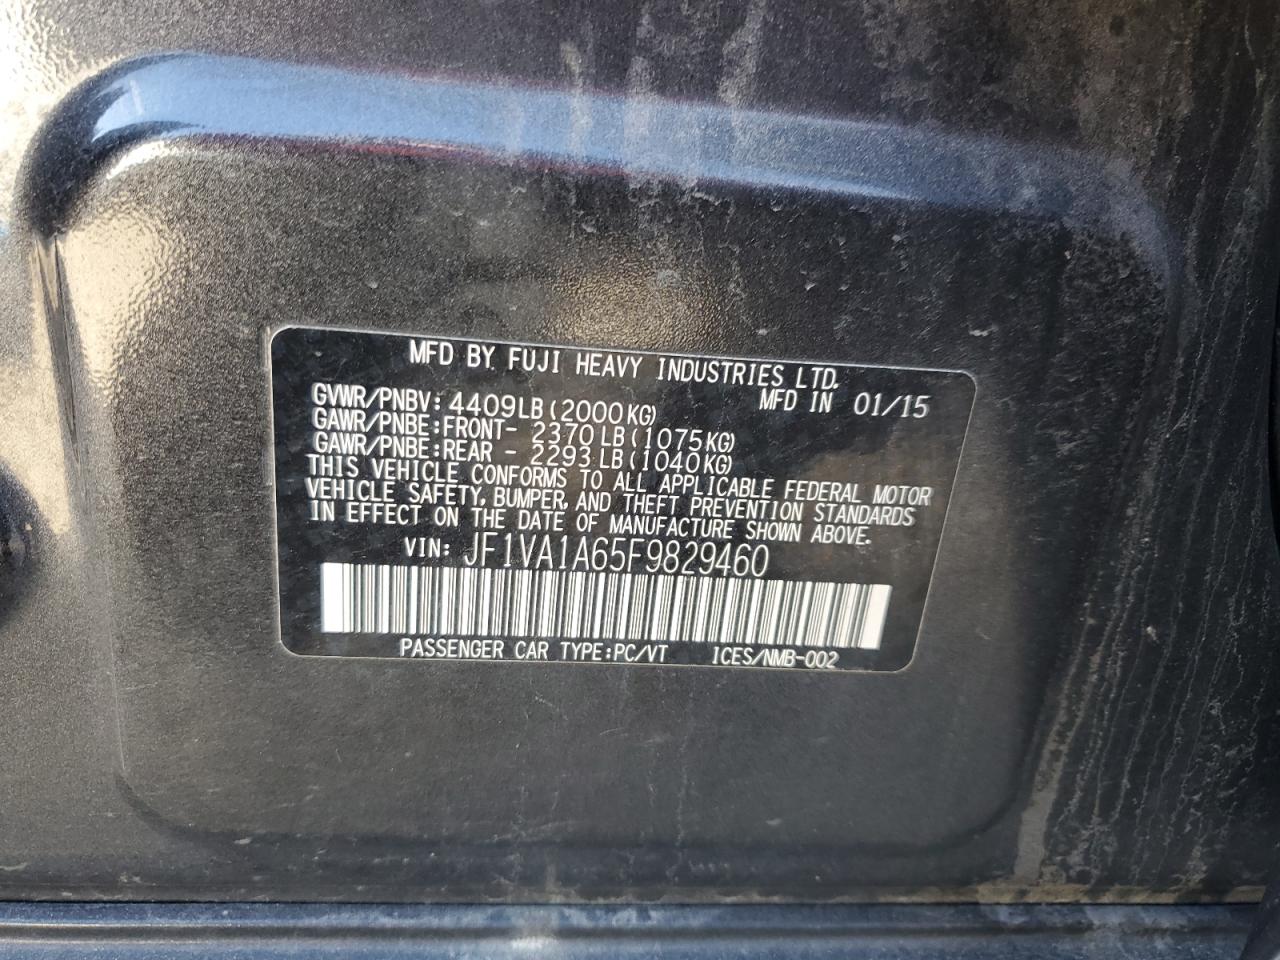 MFD BY FUJI HEAVY INDUSTRIES LTD.
MFD IN 01/15
GVWR/PNBV: 4409LB(2000KG)
GAWR/PNBE:FRONT- 2370LB(1075KG)
GAWR/PNBE:REAR - 2293LB(1040KG)
THIS VEHICLE CONFORMS TO ALL APPLICABLE FEDERAL MOTOR
VEHICLE SAFETY, BUMPER, AND THEFT PREVENTION STANDARDS
IN EFFECT ON THE DATE OF MANUFACTURE SHOWN ABOVE.
VIN: JF1VA1A65F9829460
PASSENGER CAR TYPE:PC/VT ICES/NMB-002